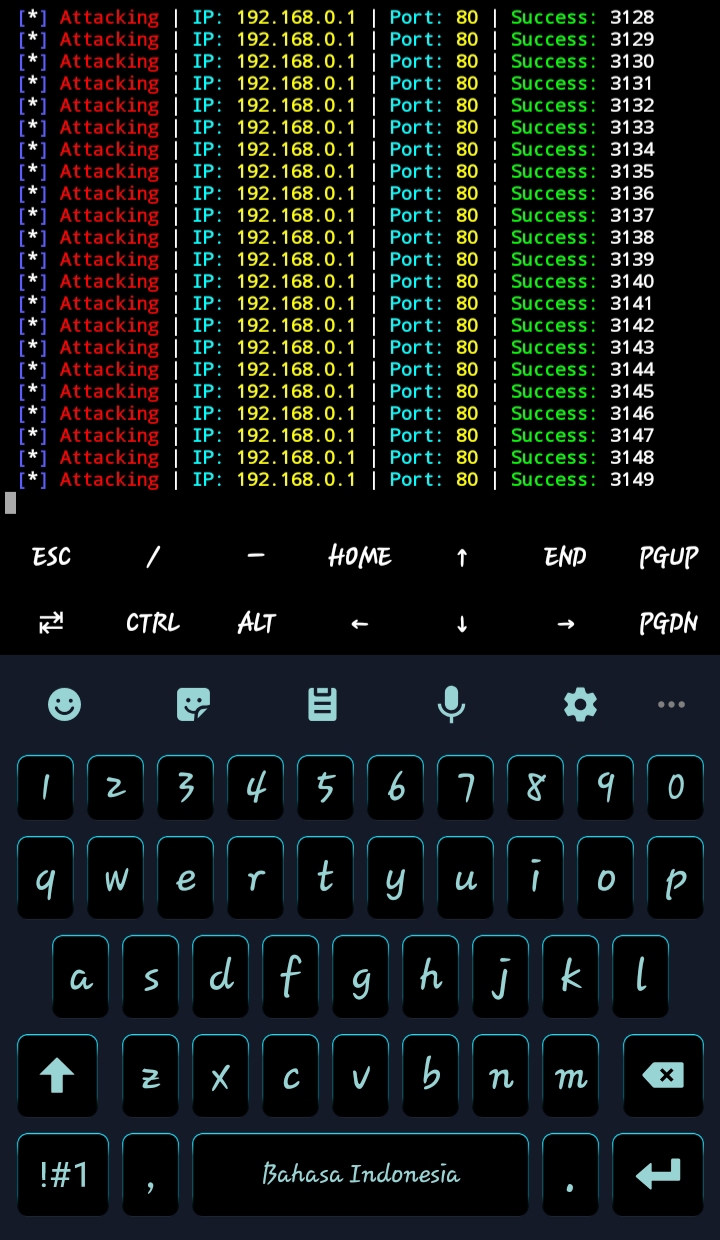 [*] Attacking | IP: 192.168.0.1 | Port: 80 | Success: 3128
[*] Attacking | IP: 192.168.0.1 | Port: 80 | Success: 3129
[*] Attacking | IP: 192.168.0.1 | Port: 80 | Success: 3130
[*] Attacking | IP: 192.168.0.1 | Port: 80 | Success: 3131
[*] Attacking | IP: 192.168.0.1 | Port: 80 | Success: 3132
[*] Attacking | IP: 192.168.0.1 | Port: 80 | Success: 3133
[*] Attacking | IP: 192.168.0.1 | Port: 80 | Success: 3134
[*] Attacking | IP: 192.168.0.1 | Port: 80 | Success: 3135
[*] Attacking | IP: 192.168.0.1 | Port: 80 | Success: 3136
[*] Attacking | IP: 192.168.0.1 | Port: 80 | Success: 3137
[*] Attacking | IP: 192.168.0.1 | Port: 80 | Success: 3138
[*] Attacking | IP: 192.168.0.1 | Port: 80 | Success: 3139
[*] Attacking | IP: 192.168.0.1 | Port: 80 | Success: 3140
[*] Attacking | IP: 192.168.0.1 | Port: 80 | Success: 3141
[*] Attacking | IP: 192.168.0.1 | Port: 80 | Success: 3142
[*] Attacking | IP: 192.168.0.1 | Port: 80 | Success: 3143
[*] Attacking | IP: 192.168.0.1 | Port: 80 | Success: 3144
[*] Attacking | IP: 192.168.0.1 | Port: 80 | Success: 3145
[*] Attacking | IP: 192.168.0.1 | Port: 80 | Success: 3146
[*] Attacking | IP: 192.168.0.1 | Port: 80 | Success: 3147
[*] Attacking | IP: 192.168.0.1 | Port: 80 | Success: 3148
[*] Attacking | IP: 192.168.0.1 | Port: 80 | Success: 3149
ESC / − HOME ↑ END PGUP
CTRL ALT ← ↓ → PGDN
1 2 3 4 5 6 7 8 9 0
q w e r t y u i o p
a s d f g h j k l
z x c v b n m
!#1 , Bahasa Indonesia .